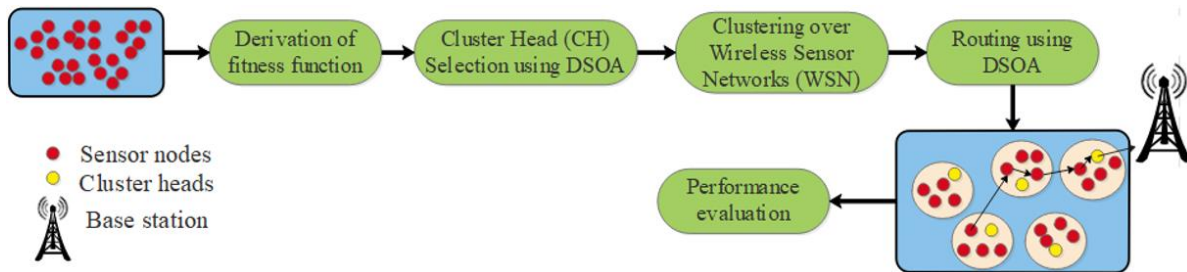 Derivation of
fitness function
Cluster Head (CH)
Selection using DSOA
Clustering over
Wireless Sensor
Networks (WSN)
Routing using
DSOA
Sensor nodes
Cluster heads
Base station
Performance
evaluation